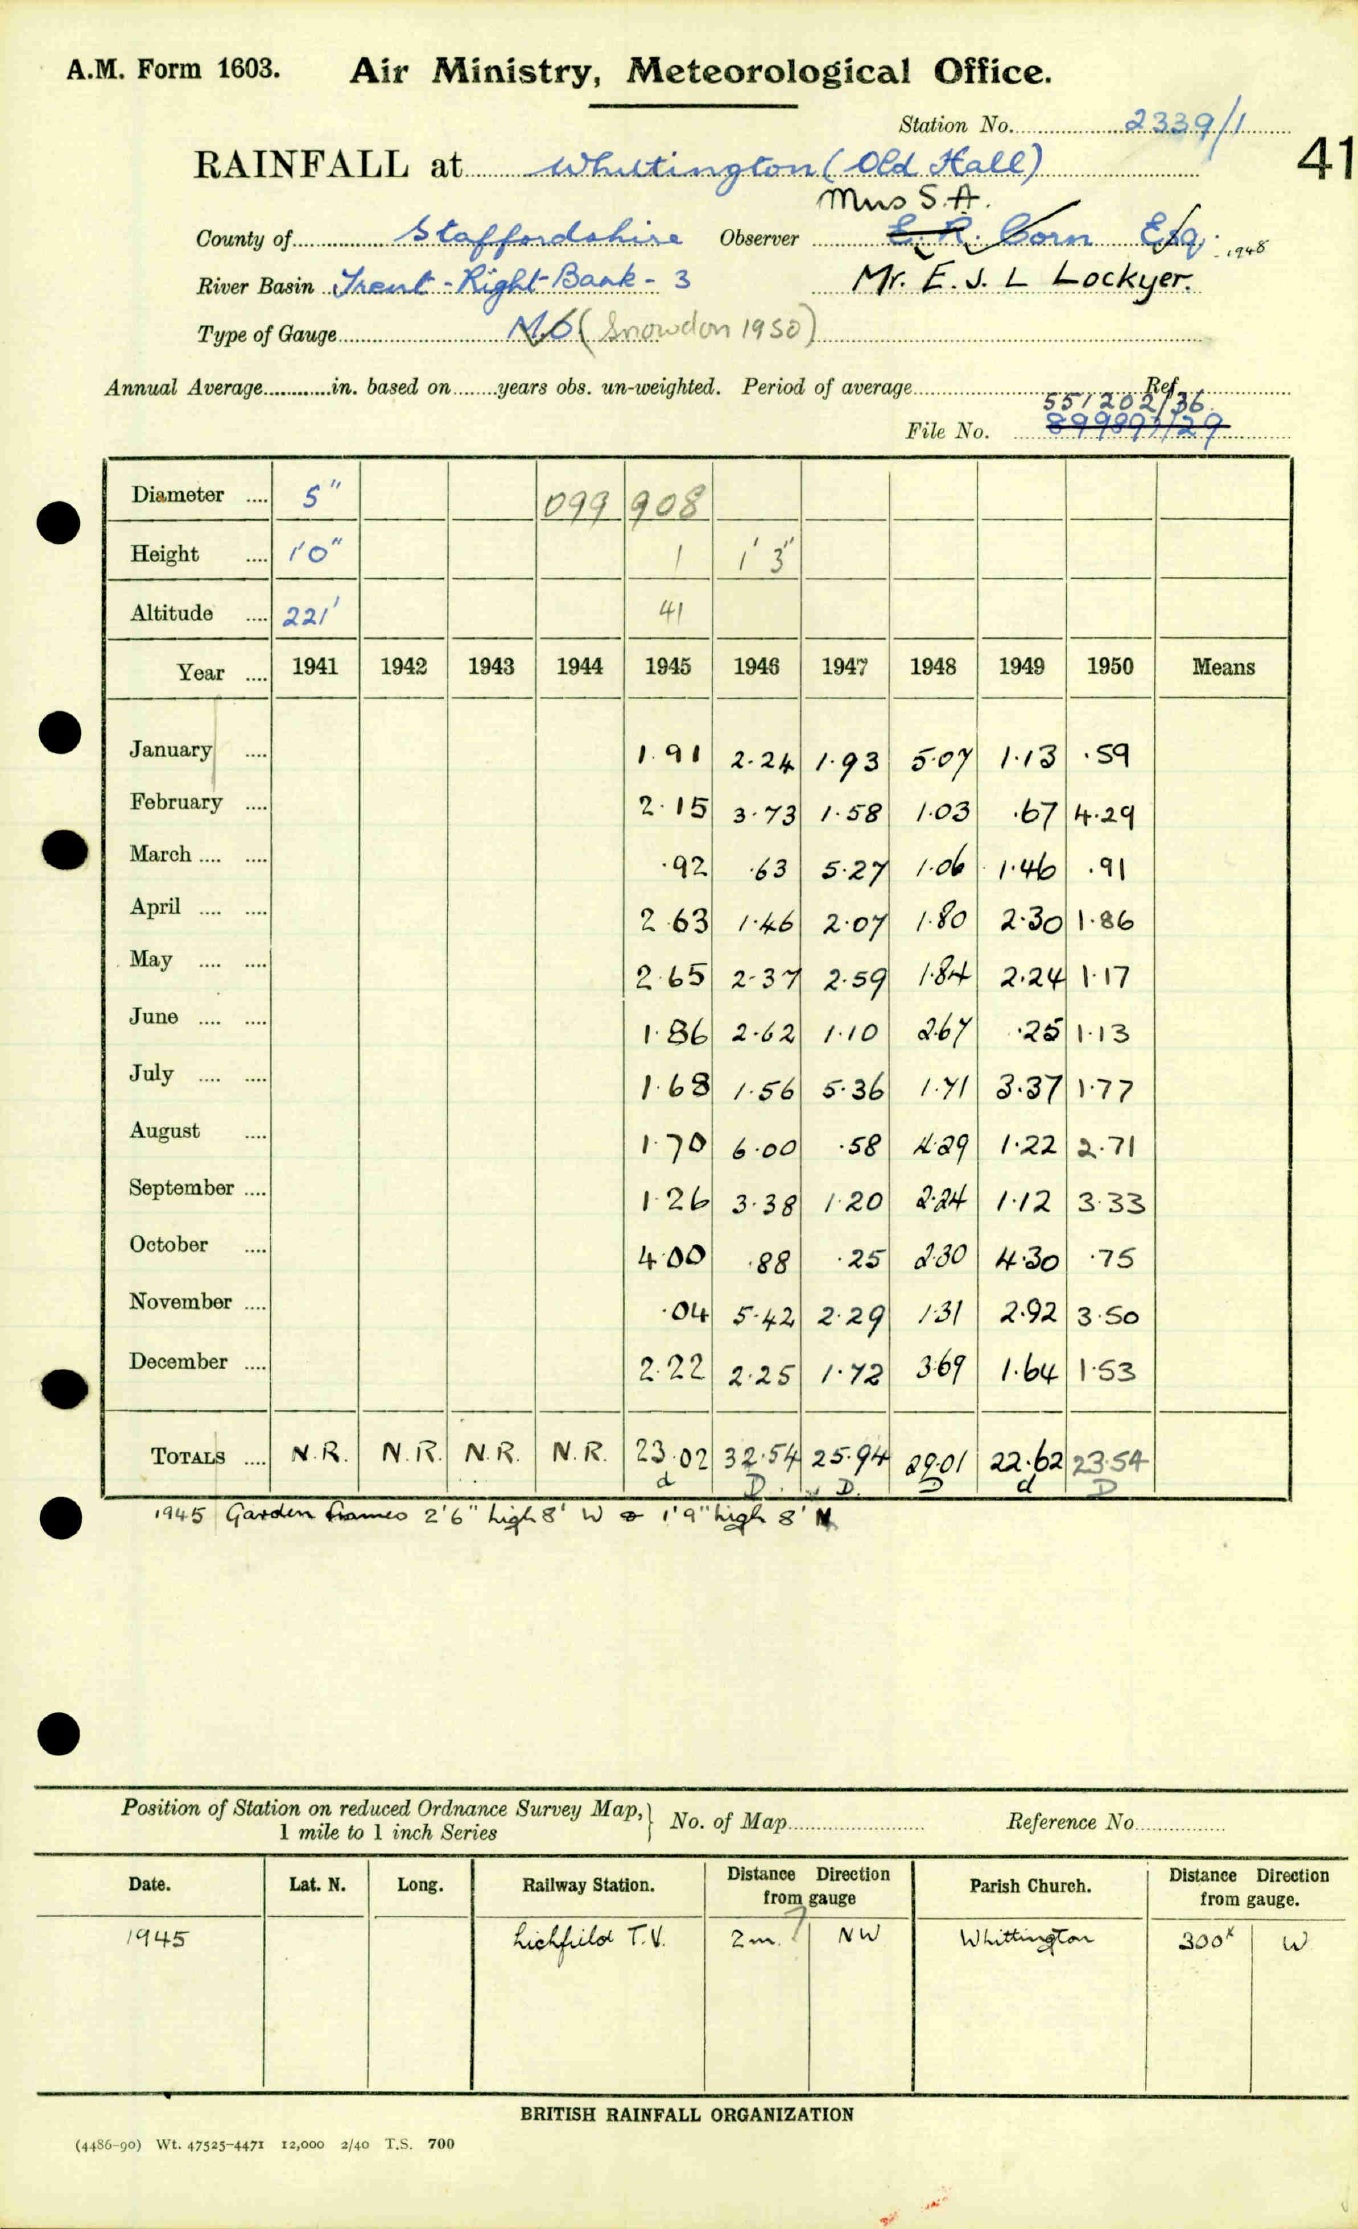 A.M. Form 1603. Air Ministry, Meteorological Office.
Station No. 2339/1
41
RAINFALL at Whittington (Old Hall)
Mrs S. A.
County of Staffordshire Observer E. R. Corn Esq. 1948
River Basin Trent - Right Bank - 3 Mr. E. J. L Lockyer.
Type of Gauge M.O (Snowdon 1950)
Annual Average in. based on years obs. un-weighted. Period of average Ref
551202/36
File No. 899893/29
Diameter 5" 099 908
Height 1'0" 1 1' 3"
Altitude 221' 41
Year 1941 1942 1943 1944 1945 1946 1947 1948 1949 1950 Means
January 1.91 2.24 1.93 5.07 1.13 .59
February 2.15 3.73 1.58 1.03 .67 4.29
March .92 .63 5.27 1.06 1.46 .91
April 2.63 1.46 2.07 1.80 2.30 1.86
May 2.65 2.37 2.59 1.84 2.24 1.17
June 1.86 2.62 1.10 2.67 .25 1.13
July 1.68 1.56 5.36 1.71 3.37 1.77
August 1.70 6.00 .58 4.29 1.22 2.71
September 1.26 3.38 1.20 2.24 1.12 3.33
October 4.00 .88 .25 2.30 4.30 .75
November .04 5.42 2.29 1.31 2.92 3.50
December 2.22 2.25 1.72 3.69 1.64 1.53
TOTALS N.R. N.R. N.R. N.R. 23.02 32.54 25.94 29.01 22.62 23.54
d D D. D d D
1945 Garden frames 2'6" high 8' W & 1'9" high 8' N
Position of Station on reduced Ordnance Survey Map,} No. of Map Reference No
1 mile to 1 inch Series
Date. Lat. N. Long. Railway Station. Distance Direction from gauge Parish Church. Distance Direction from gauge.
1945 Lichfield T.V. 2m. ? NW Whittington 300x W
BRITISH RAINFALL ORGANIZATION
(4486-90) Wt. 47525-4471 12,000 2/40 T.S. 700